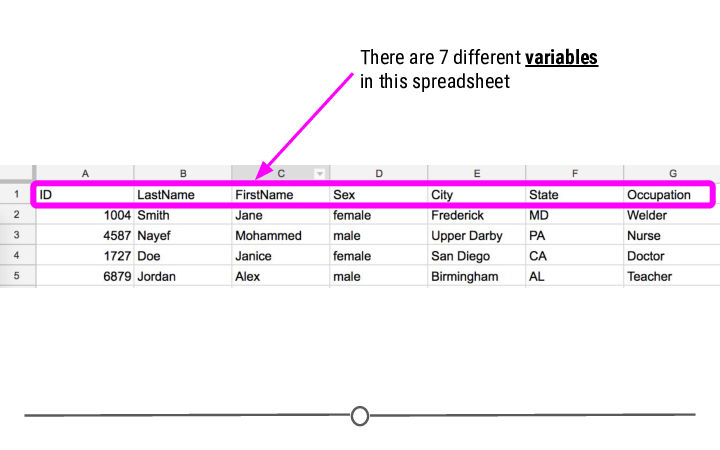 There are 7 different variables
in this spreadsheet
A B C D E F G
1 ID LastName FirstName Sex City State Occupation
2 1004 Smith Jane female Frederick MD Welder
3 4587 Nayef Mohammed male Upper Darby PA Nurse
4 1727 Doe Janice female San Diego CA Doctor
5 6879 Jordan Alex male Birmingham AL Teacher